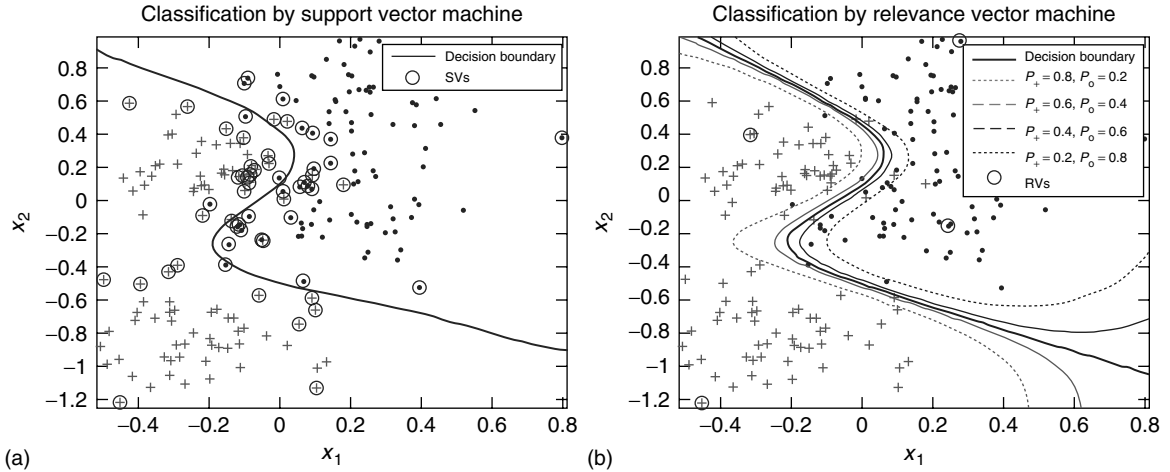 Classification by support vector machine
Decision boundary
SVs
0.8
0.6
0.4
0.2
0
−0.2
−0.4
−0.6
−0.8
−1
−1.2
x2
−0.4
−0.2
0
0.2
0.4
0.6
0.8
x1
(a)
Classification by relevance vector machine
Decision boundary
P+ = 0.8, Po = 0.2
P+ = 0.6, Po = 0.4
P+ = 0.4, Po = 0.6
P+ = 0.2, Po = 0.8
RVs
0.8
0.6
0.4
0.2
0
−0.2
−0.4
−0.6
−0.8
−1
−1.2
x2
−0.4
−0.2
0
0.2
0.4
0.6
0.8
x1
(b)